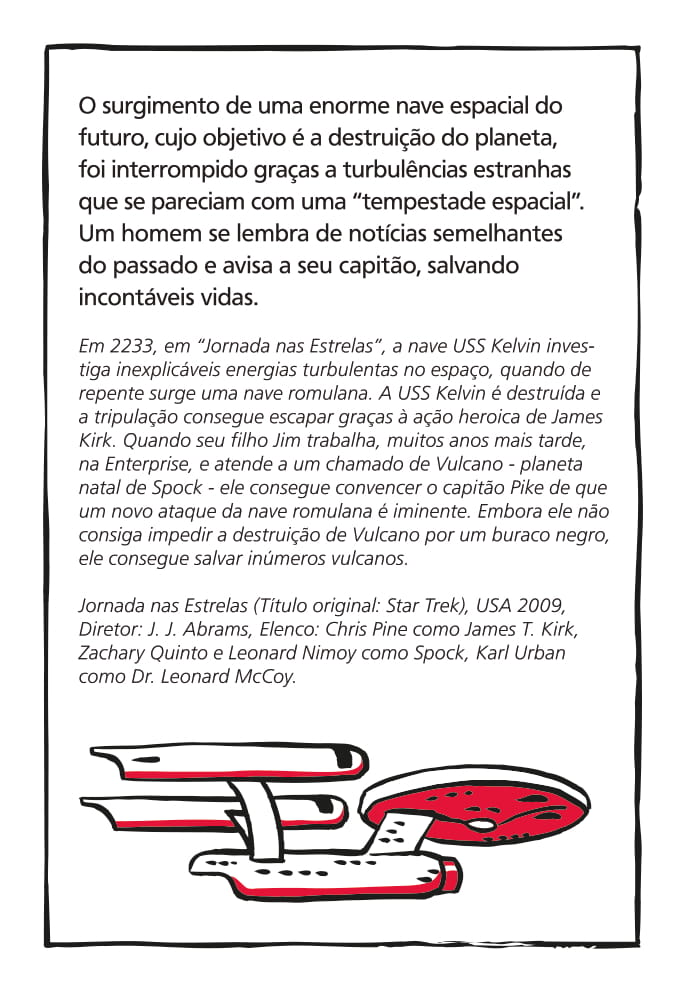 O surgimento de uma enorme nave espacial do
futuro, cujo objetivo é a destruição do planeta,
foi interrompido graças a turbulências estranhas
que se pareciam com uma “tempestade espacial”.
Um homem se lembra de notícias semelhantes
do passado e avisa a seu capitão, salvando
incontáveis vidas.
Em 2233, em “Jornada nas Estrelas”, a nave USS Kelvin inves-
tiga inexplicáveis energias turbulentas no espaço, quando de
repente surge uma nave romulana. A USS Kelvin é destruída e
a tripulação consegue escapar graças à ação heroica de James
Kirk. Quando seu filho Jim trabalha, muitos anos mais tarde,
na Enterprise, e atende a um chamado de Vulcano - planeta
natal de Spock - ele consegue convencer o capitão Pike de que
um novo ataque da nave romulana é iminente. Embora ele não
consiga impedir a destruição de Vulcano por um buraco negro,
ele consegue salvar inúmeros vulcanos.
Jornada nas Estrelas (Título original: Star Trek), USA 2009,
Diretor: J. J. Abrams, Elenco: Chris Pine como James T. Kirk,
Zachary Quinto e Leonard Nimoy como Spock, Karl Urban
como Dr. Leonard McCoy.